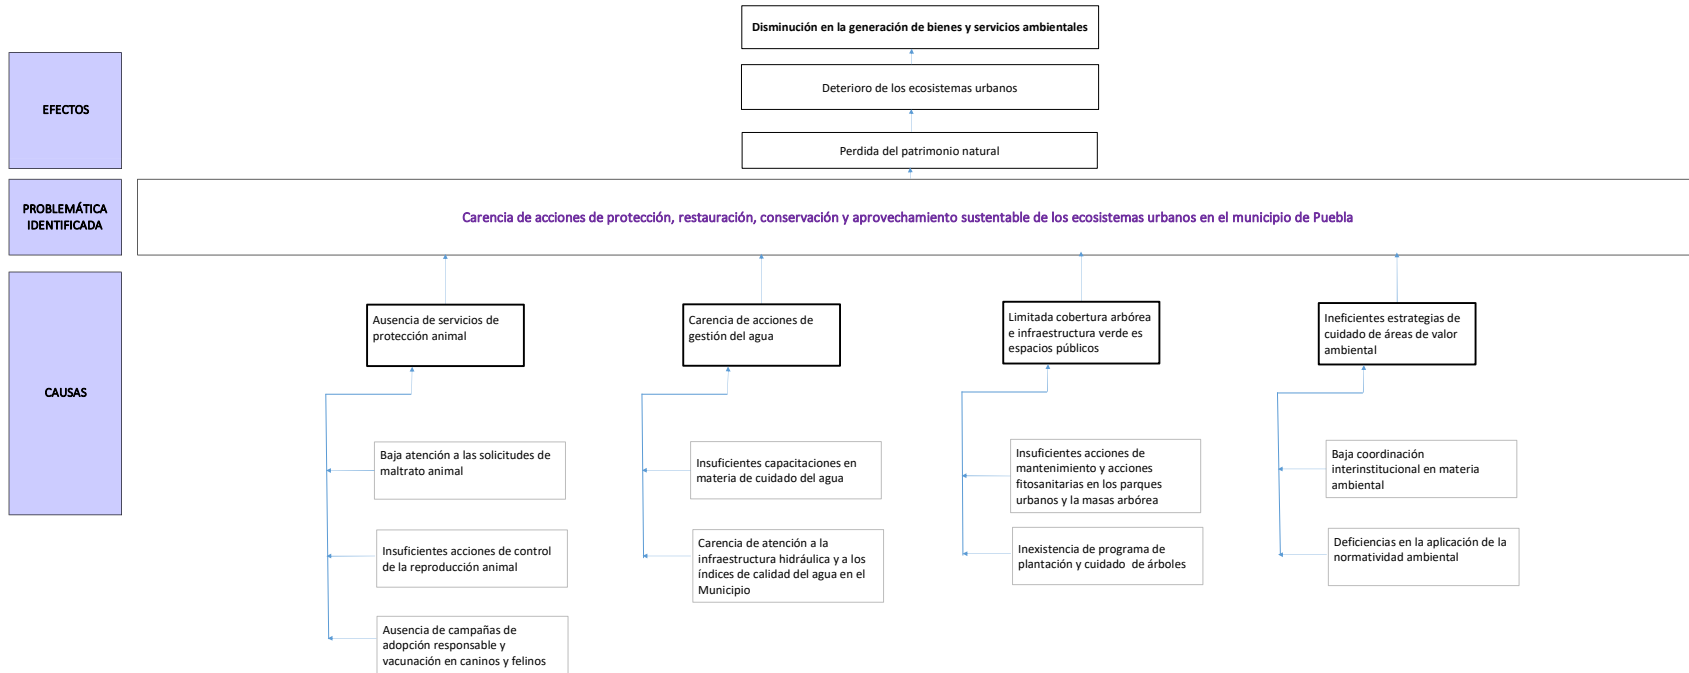 Disminución en la generación de bienes y servicios ambientales
EFECTOS
Deterioro de los ecosistemas urbanos
Perdida del patrimonio natural
PROBLEMÁTICA
IDENTIFICADA
Carencia de acciones de protección, restauración, conservación y aprovechamiento sustentable de los ecosistemas urbanos en el municipio de Puebla
CAUSAS
Ausencia de servicios de
protección animal
Carencia de acciones de
gestión del agua
Limitada cobertura arbórea
e infraestructura verde es
espacios públicos
Ineficientes estrategias de
cuidado de áreas de valor
ambiental
Baja atención a las solicitudes de
maltrato animal
Insuficientes capacitaciones en
materia de cuidado del agua
Insuficientes acciones de
mantenimiento y acciones
fitosanitarias en los parques
urbanos y la masas arbórea
Baja coordinación
interinstitucional en materia
ambiental
Insuficientes acciones de control
de la reproducción animal
Carencia de atención a la
infraestructura hidráulica y a los
índices de calidad del agua en el
Municipio
Inexistencia de programa de
plantación y cuidado de árboles
Deficiencias en la aplicación de la
normatividad ambiental
Ausencia de campañas de
adopción responsable y
vacunación en caninos y felinos